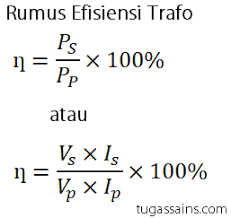 Rumus Efisiensi Trafo
η = P_S / P_P × 100%
atau
η = V_s × I_s / V_p × I_p × 100%
tugassains.com